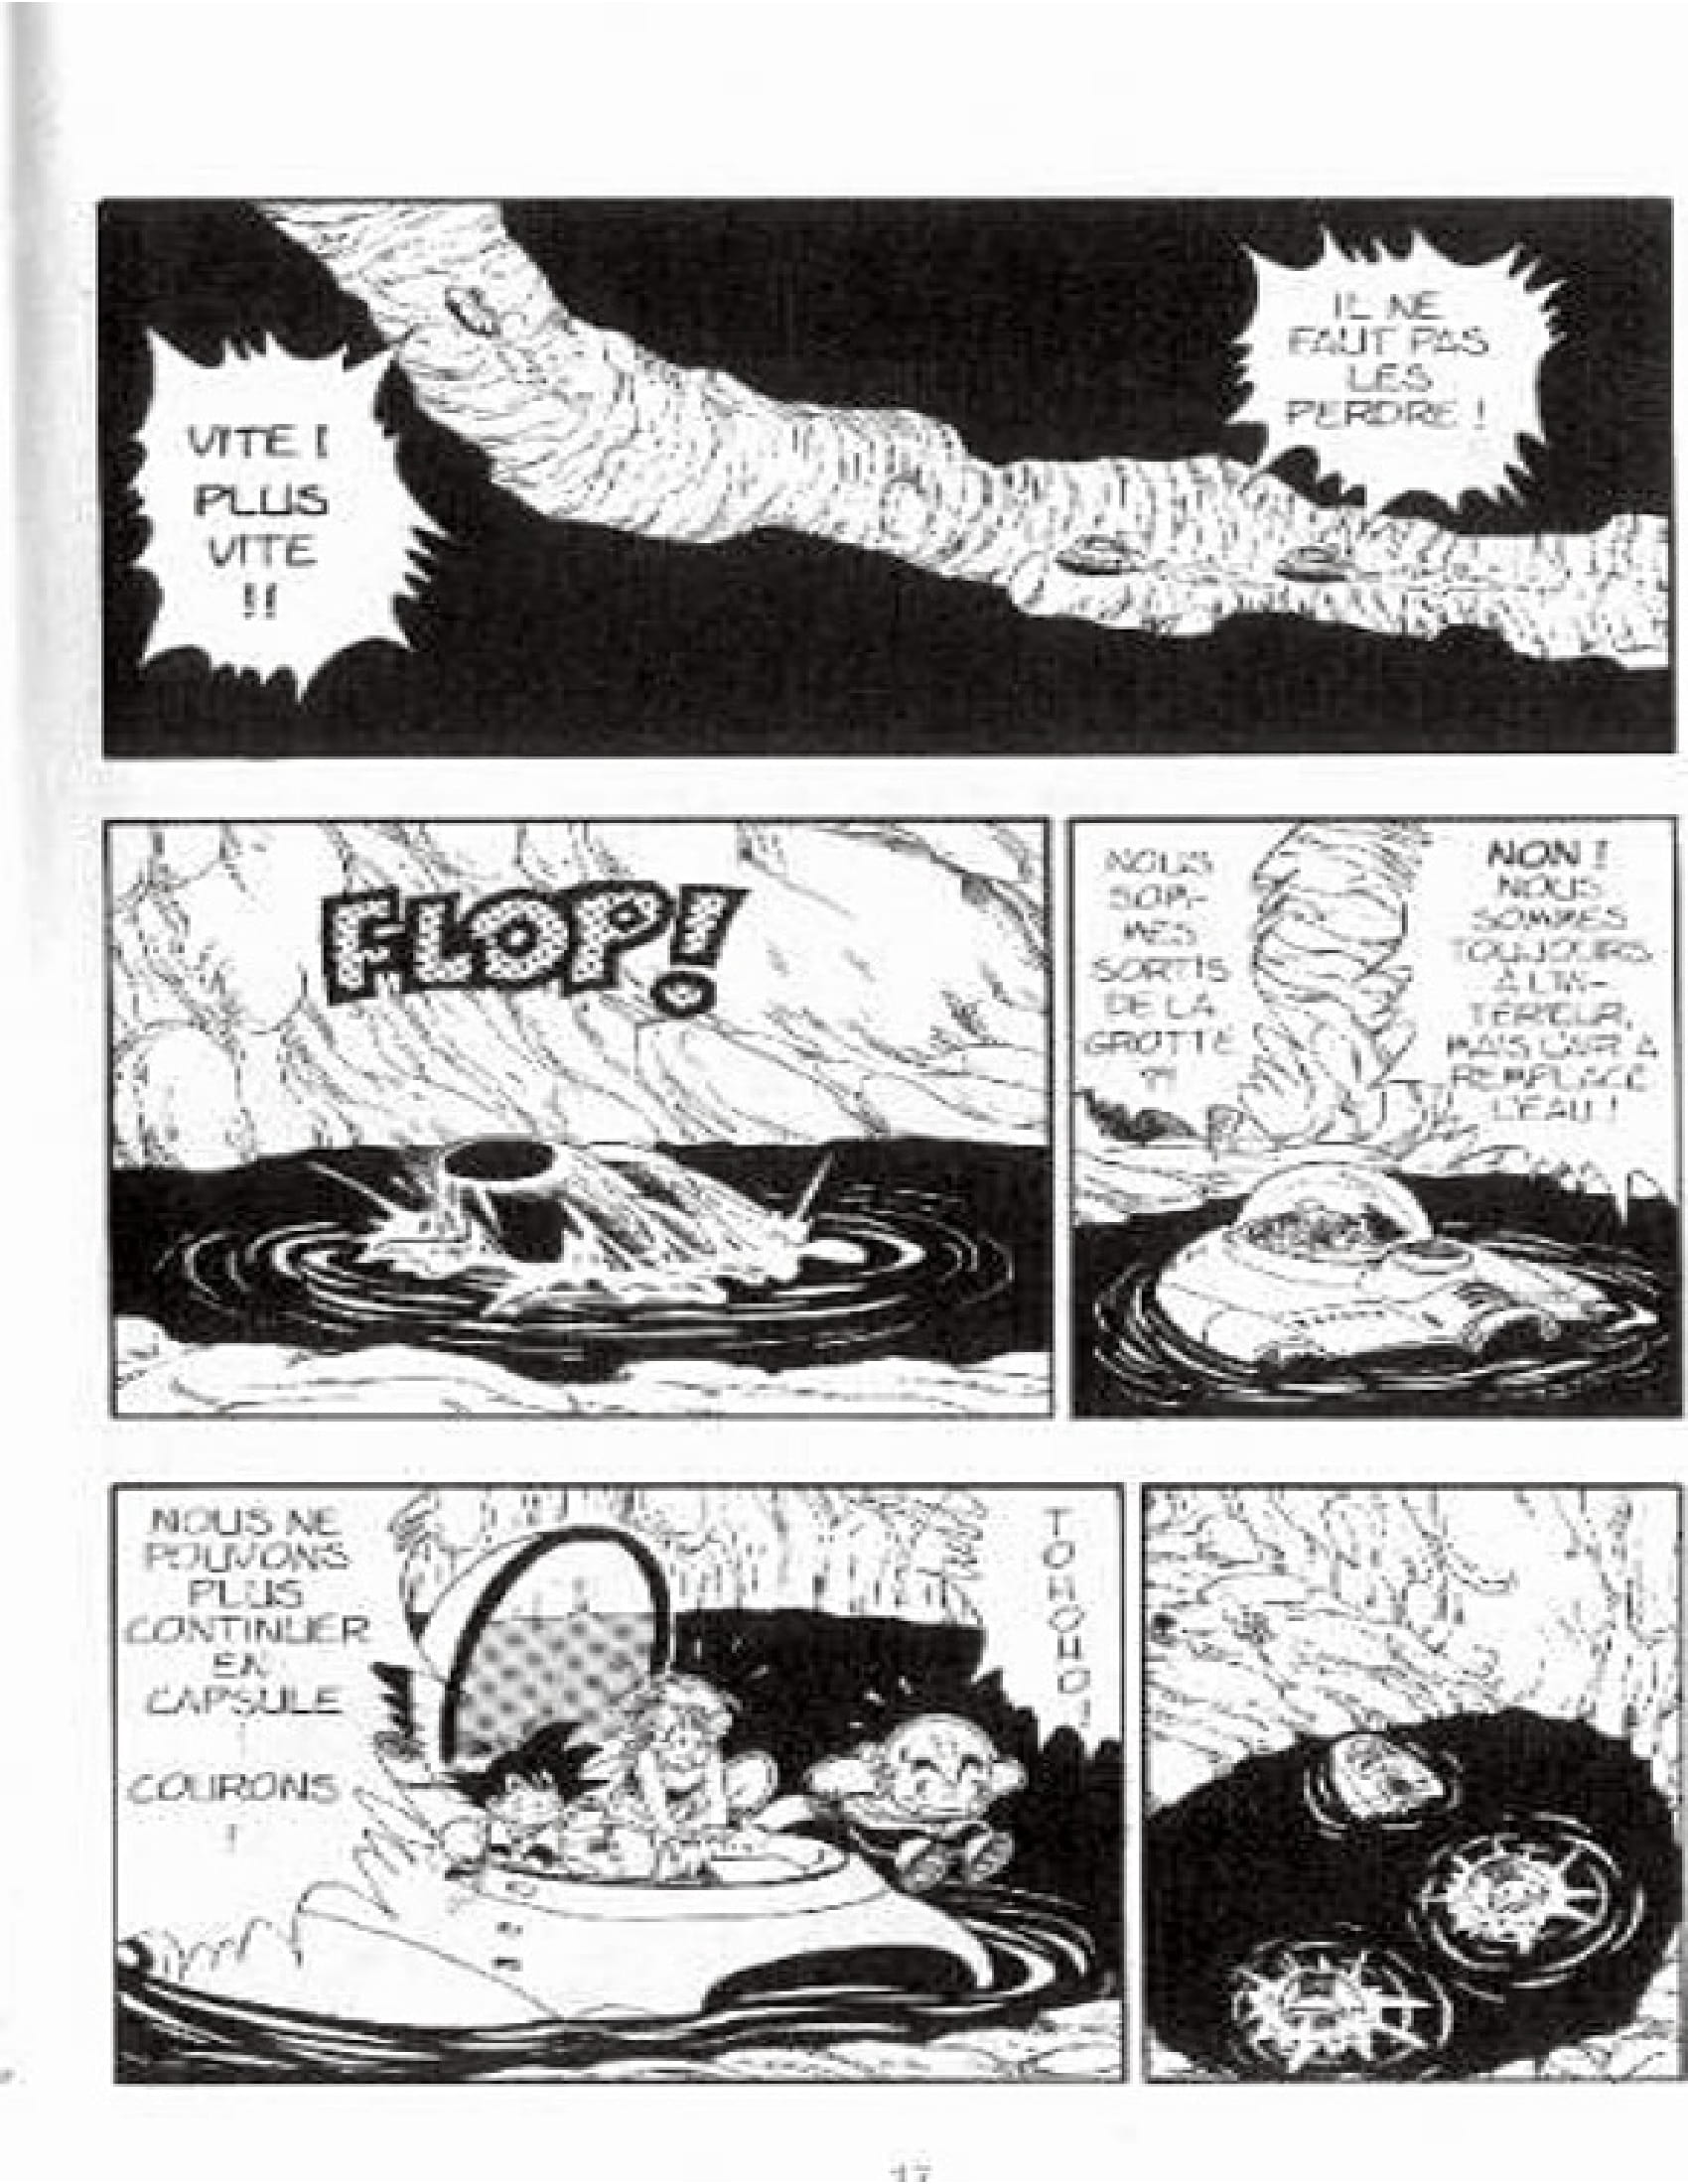 VITE !
PLUS
VITE
!!
IL NE
FAUT PAS
LES
PERDRE !
FLOP!
NOUS
SOM-
MES
SORTIS
DE LA
GROTTE
?!
NON !
NOUS
SOMMES
TOUJOURS
À L'IN-
TÉRIEUR,
MAIS L'AIR A
REMPLACÉ
L'EAU !
NOUS NE
POUVONS
PLUS
CONTINUER
EN
CAPSULE
!
COURONS
!
TOHOHO!